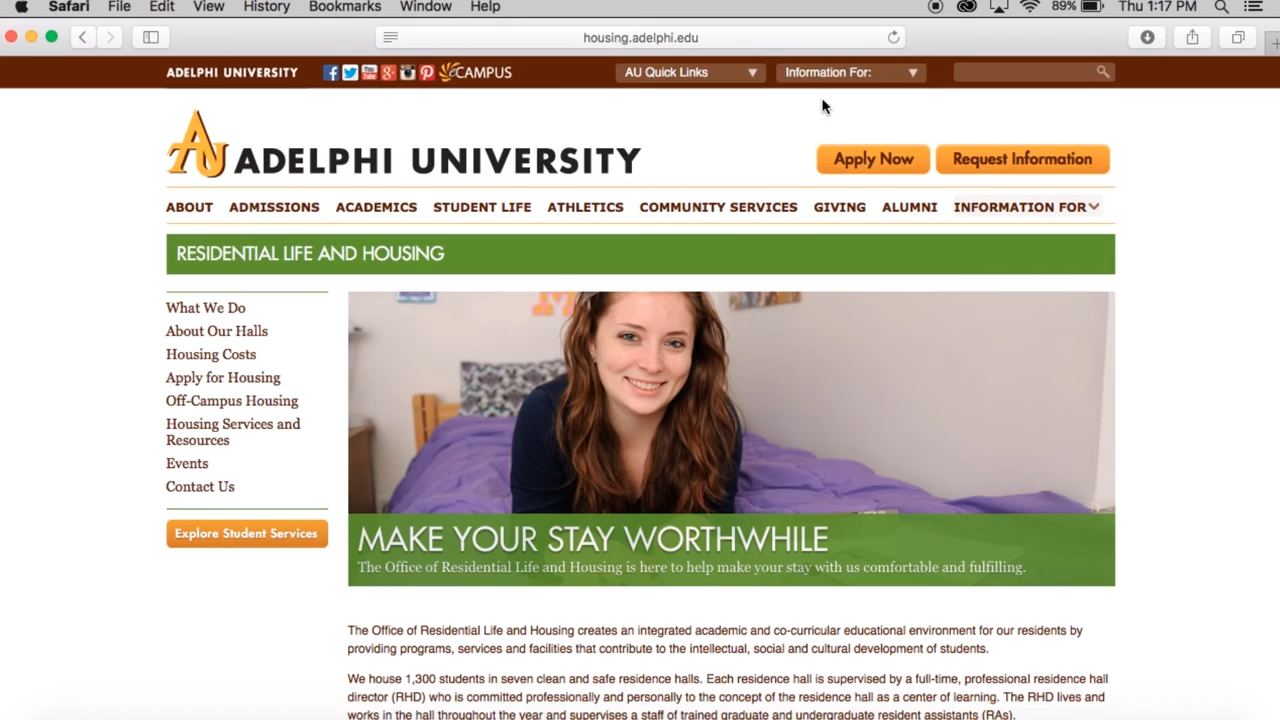 Safari File Edit View History Bookmarks Window Help 89% Thu 1:17 PM
housing.adelphi.edu
ADELPHI UNIVERSITY You Tube eCAMPUS AU Quick Links Information For:
AU ADELPHI UNIVERSITY
Apply Now Request Information
ABOUT ADMISSIONS ACADEMICS STUDENT LIFE ATHLETICS COMMUNITY SERVICES GIVING ALUMNI INFORMATION FOR
RESIDENTIAL LIFE AND HOUSING
What We Do
About Our Halls
Housing Costs
Apply for Housing
Off-Campus Housing
Housing Services and
Resources
Events
Contact Us
Explore Student Services
MAKE YOUR STAY WORTHWHILE
The Office of Residential Life and Housing is here to help make your stay with us comfortable and fulfilling.
The Office of Residential Life and Housing creates an integrated academic and co-curricular educational environment for our residents by
providing programs, services and facilities that contribute to the intellectual, social and cultural development of students.
We house 1,300 students in seven clean and safe residence halls. Each residence hall is supervised by a full-time, professional residence hall
director (RHD) who is committed professionally and personally to the concept of the residence hall as a center of learning. The RHD lives and
works in the hall throughout the year and supervises a staff of trained graduate and undergraduate resident assistants (RAs).